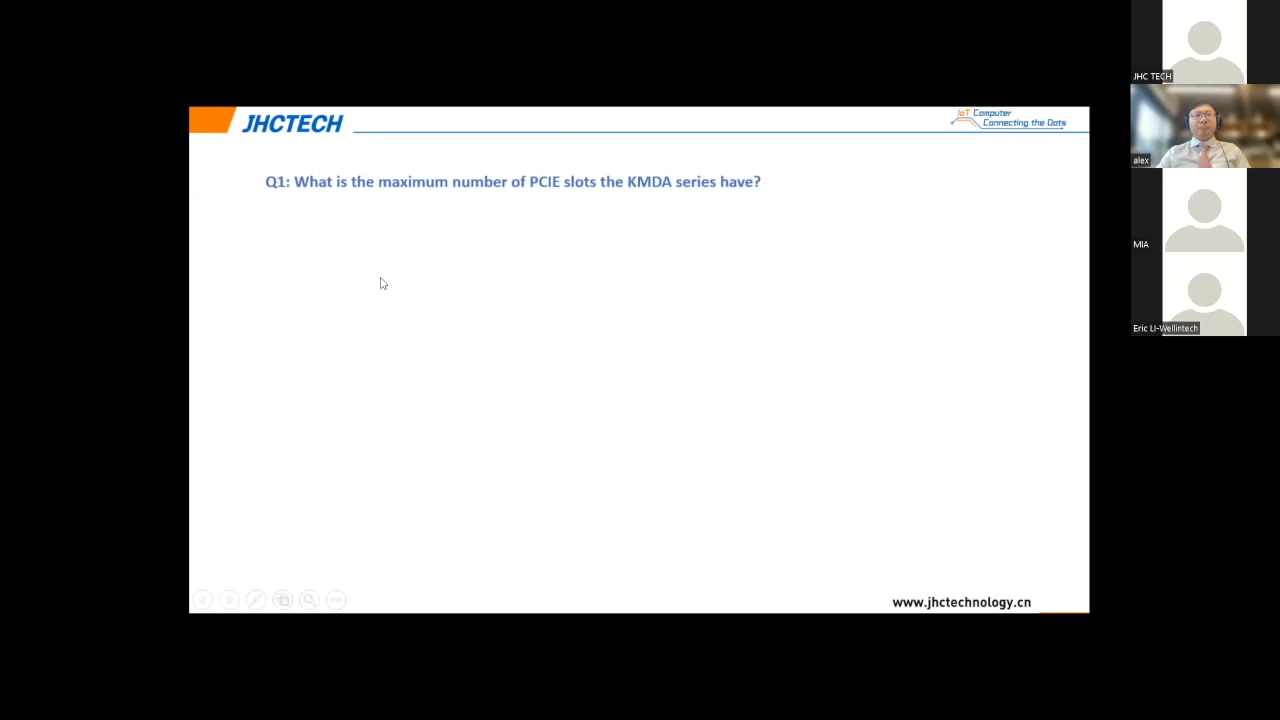 JHCTECH
IoT Computer
Connecting the Dots
Q1: What is the maximum number of PCIE slots the KMDA series have?
www.jhctechnology.cn
JHC TECH
alex
MIA
Eric Li-Wellintech